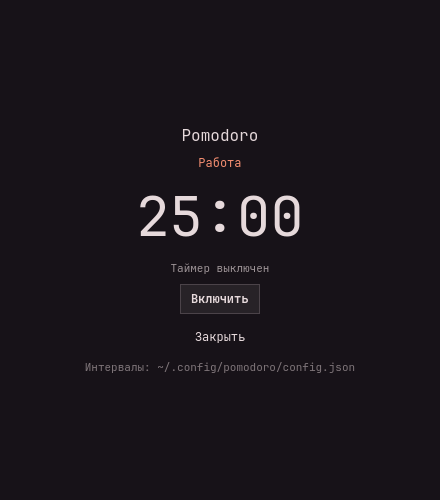 Pomodoro
Работа
25:00
Таймер выключен
Включить
Закрыть
Интервалы: ~/.config/pomodoro/config.json